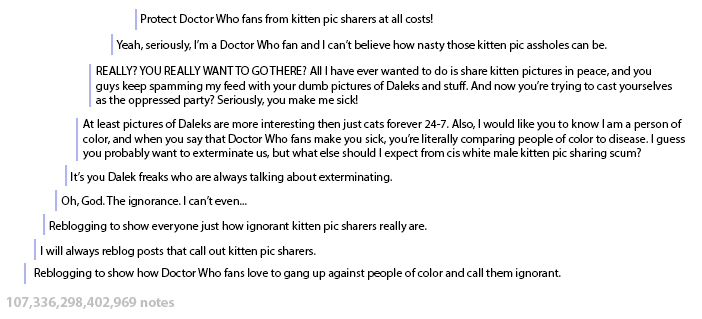 Protect Doctor Who fans from kitten pic sharers at all costs!
Yeah, seriously, I'm a Doctor Who fan and I can't believe how nasty those kitten pic assholes can be.
REALLY? YOU REALLY WANT TO GO THERE? All I have ever wanted to do is share kitten pictures in peace, and you
guys keep spamming my feed with your dumb pictures of Daleks and stuff. And now you're trying to cast yourselves
as the oppressed party? Seriously, you make me sick!
At least pictures of Daleks are more interesting then just cats forever 24-7. Also, I would like you to know I am a person of
color, and when you say that Doctor Who fans make you sick, you're literally comparing people of color to disease. I guess
you probably want to exterminate us, but what else should I expect from cis white male kitten pic sharing scum?
It's you Dalek freaks who are always talking about exterminating.
Oh, God. The ignorance. I can't even...
Reblogging to show everyone just how ignorant kitten pic sharers really are.
I will always reblog posts that call out kitten pic sharers.
Reblogging to show how Doctor Who fans love to gang up against people of color and call them ignorant.
107,336,298,402,969 notes